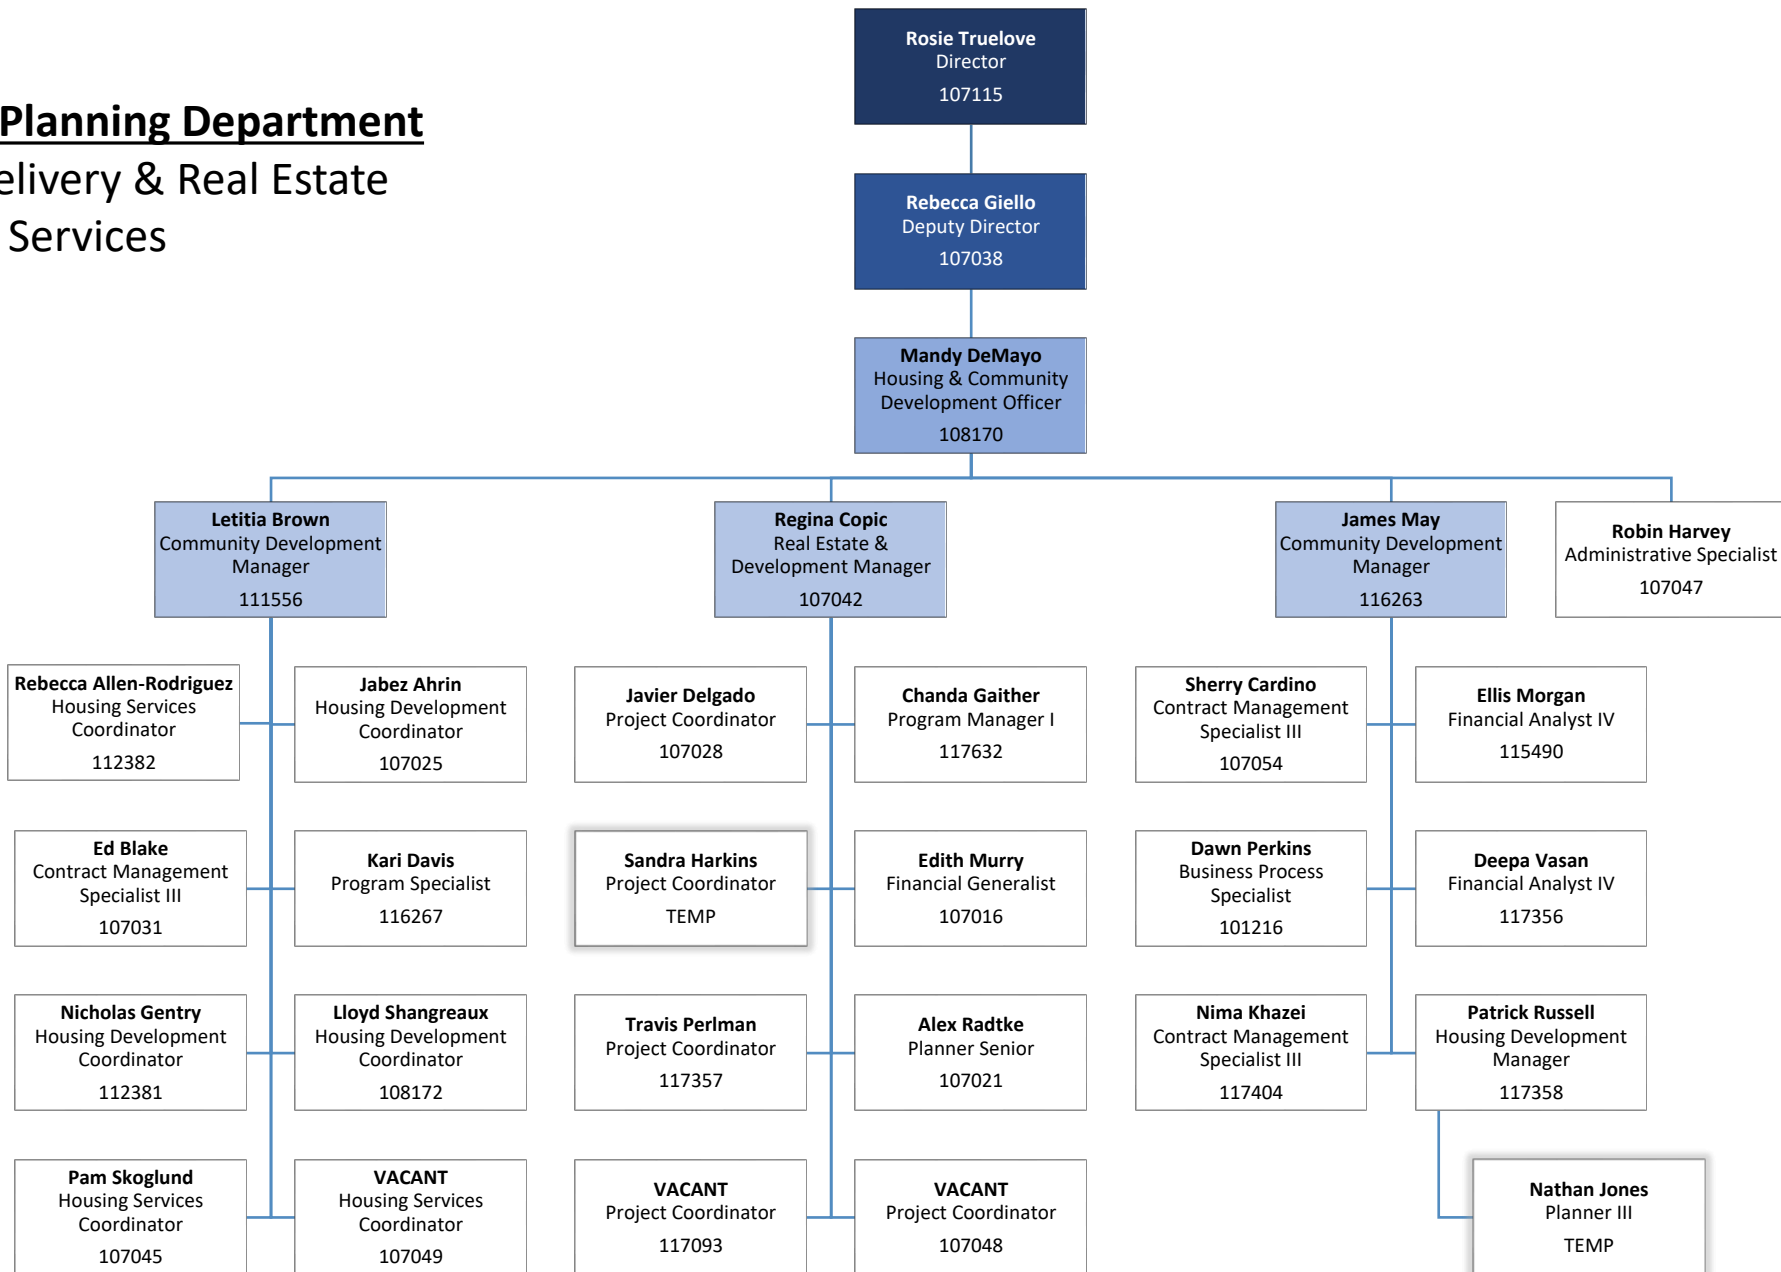 Planning Department
elivery & Real Estate
Services
Rosie Truelove
Director
107115
Rebecca Giello
Deputy Director
107038
Mandy DeMayo
Housing & Community
Development Officer
108170
Letitia Brown
Community Development
Manager
111556
Regina Copic
Real Estate &
Development Manager
107042
James May
Community Development
Manager
116263
Robin Harvey
Administrative Specialist
107047
Rebecca Allen-Rodriguez
Housing Services
Coordinator
112382
Jabez Ahrin
Housing Development
Coordinator
107025
Javier Delgado
Project Coordinator
107028
Chanda Gaither
Program Manager I
117632
Sherry Cardino
Contract Management
Specialist III
107054
Ellis Morgan
Financial Analyst IV
115490
Ed Blake
Contract Management
Specialist III
107031
Kari Davis
Program Specialist
116267
Sandra Harkins
Project Coordinator
TEMP
Edith Murry
Financial Generalist
107016
Dawn Perkins
Business Process
Specialist
101216
Deepa Vasan
Financial Analyst IV
117356
Nicholas Gentry
Housing Development
Coordinator
112381
Lloyd Shangreaux
Housing Development
Coordinator
108172
Travis Perlman
Project Coordinator
117357
Alex Radtke
Planner Senior
107021
Nima Khazei
Contract Management
Specialist III
117404
Patrick Russell
Housing Development
Manager
117358
Pam Skoglund
Housing Services
Coordinator
107045
VACANT
Housing Services
Coordinator
107049
VACANT
Project Coordinator
117093
VACANT
Project Coordinator
107048
Nathan Jones
Planner III
TEMP